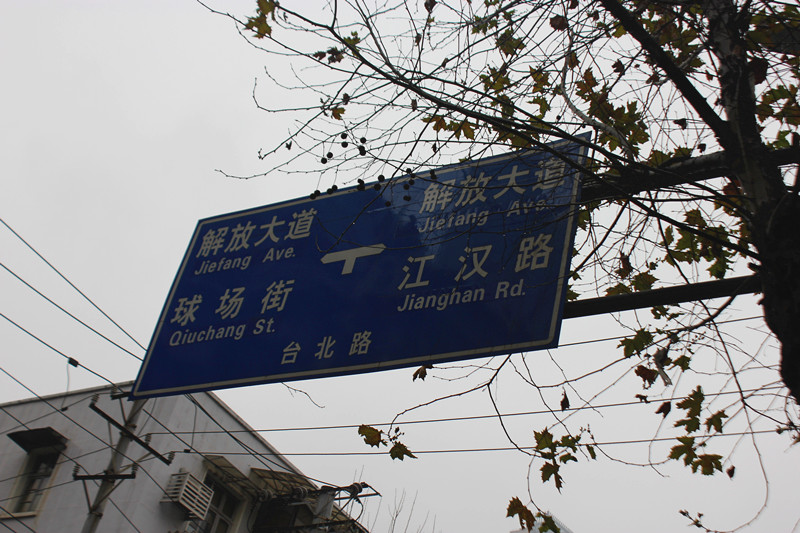 解放大道
Jiefang Ave.
球场街
Qiuchang St.
解放大道
Jiefang Ave.
江汉路
Jianghan Rd.
台北路